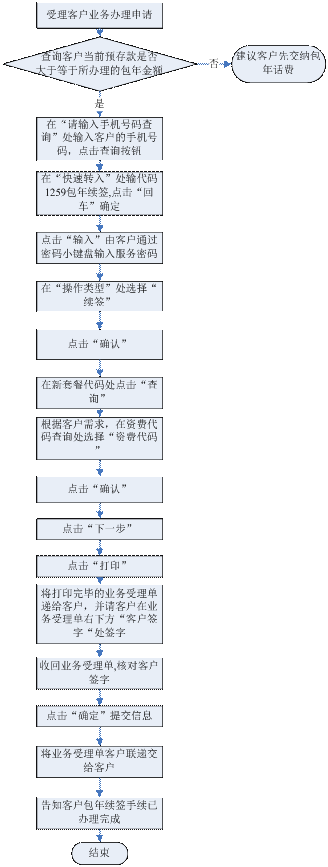 受理客户业务办理申请
查询客户当前预存款是否
大于等于所办理的包年金额
否
建议客户先交纳包
年话费
是
在“请输入手机号码查
询”处输入客户的手机号
码，点击查询按钮
在“快速转入”处输代码
1259包年续签,点击“回
车”确定
点击“输入”由客户通过
密码小键盘输入服务密码
在“操作类型”处选择“
续签”
点击“确认”
在新套餐代码处点击“查
询”
根据客户需求，在资费代
码查询处选择“资费代码
”
点击“确认”
点击“下一步”
点击“打印”
将打印完毕的业务受理单
递给客户，并请客户在业
务受理单右下方“客户签
字“处签字
收回业务受理单,核对客户
签字
点击“确定”提交信息
将业务受理单客户联递交
给客户
告知客户包年续签手续已
办理完成
结束